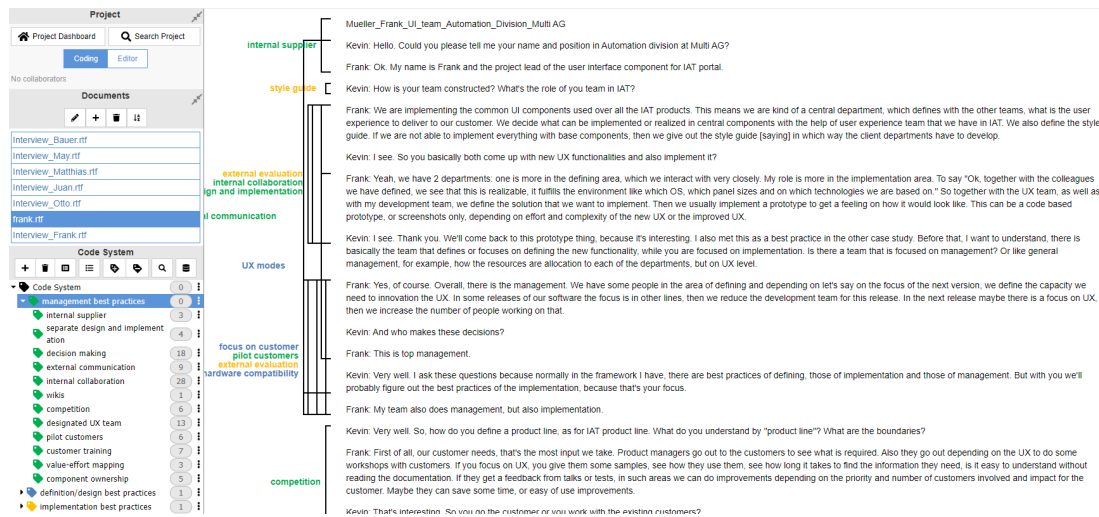 Project
Project Dashboard
Search Project
Coding
Editor
No collaborators
Documents
Interview_Bauer.rtf
Interview_May.rtf
Interview_Matthias.rtf
Interview_Juan.rtf
Interview_Otto.rtf
frank.rtf
Interview_Frank.rtf
Code System
Code System 0
management best practices 0
internal supplier 3
separate design and implement
ation 4
decision making 18
external communication 9
internal collaboration 28
wikis 1
competition 6
designated UX team 13
pilot customers 6
customer training 7
value-effort mapping 3
component ownership 5
definition/design best practices 1
implementation best practices 1
internal supplier
style guide
external evaluation
internal collaboration
ign and implementation
al communication
UX modes
focus on customer
pilot customers
external evaluation
hardware compatibility
competition
Mueller_Frank_UI_team_Automation_Division_Multi AG
Kevin: Hello. Could you please tell me your name and position in Automation division at Multi AG?
Frank: Ok. My name is Frank and the project lead of the user interface component for IAT portal.
Kevin: How is your team constructed? What's the role of you team in IAT?
Frank: We are implementing the common UI components used over all the IAT products. This means we are kind of a central department, which defines with the other teams, what is the user
experience to deliver to our customer. We decide what can be implemented or realized in central components with the help of user experience team that we have in IAT. We also define the style
guide. If we are not able to implement everything with base components, then we give out the style guide [saying] in which way the client departments have to develop.
Kevin: I see. So you basically both come up with new UX functionalities and also implement it?
Frank: Yeah, we have 2 departments: one is more in the defining area, which we interact with very closely. My role is more in the implementation area. To say "Ok, together with the colleagues
we have defined, we see that this is realizable, it fulfills the environment like which OS, which panel sizes and on which technologies we are based on." So together with the UX team, as well as
with my development team, we define the solution that we want to implement. Then we usually implement a prototype to get a feeling on how it would look like. This can be a code based
prototype, or screenshots only, depending on effort and complexity of the new UX or the improved UX.
Kevin: I see. Thank you. We'll come back to this prototype thing, because it's interesting. I also met this as a best practice in the other case study. Before that, I want to understand, there is
basically the team that defines or focuses on defining the new functionality, while you are focused on implementation. Is there a team that is focused on management? Or like general
management, for example, how the resources are allocation to each of the departments, but on UX level.
Frank: Yes, of course. Overall, there is the management. We have some people in the area of defining and depending on let's say on the focus of the next version, we define the capacity we
need to innovation the UX. In some releases of our software the focus is in other lines, then we reduce the development team for this release. In the next release maybe there is a focus on UX,
then we increase the number of people working on that.
Kevin: And who makes these decisions?
Frank: This is top management.
Kevin: Very well. I ask these questions because normally in the framework I have, there are best practices of defining, those of implementation and those of management. But with you we'll
probably figure out the best practices of the implementation, because that's your focus.
Frank: My team also does management, but also implementation.
Kevin: Very well. So, how do you define a product line, as for IAT product line. What do you understand by "product line"? What are the boundaries?
Frank: First of all, our customer needs, that's the most input we take. Product managers go out to the customers to see what is required. Also they go out depending on the UX to do some
workshops with customers. If you focus on UX, you give them some samples, see how they use them, see how long it takes to find the information they need, is it easy to understand without
reading the documentation. If they get a feedback from talks or tests, in such areas we can do improvements depending on the priority and number of customers involved and impact for the
customer. Maybe they can save some time, or easy of use improvements.
Kevin: That's interesting. So you go the customer or you work with the existing customers?